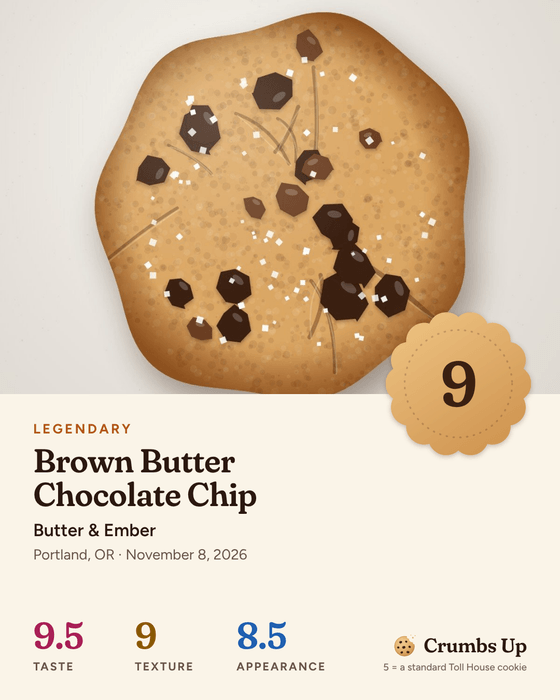 9
LEGENDARY
Brown Butter
Chocolate Chip
Butter & Ember
Portland, OR · November 8, 2026
9.5
TASTE
9
TEXTURE
8.5
APPEARANCE
Crumbs Up
5 = a standard Toll House cookie